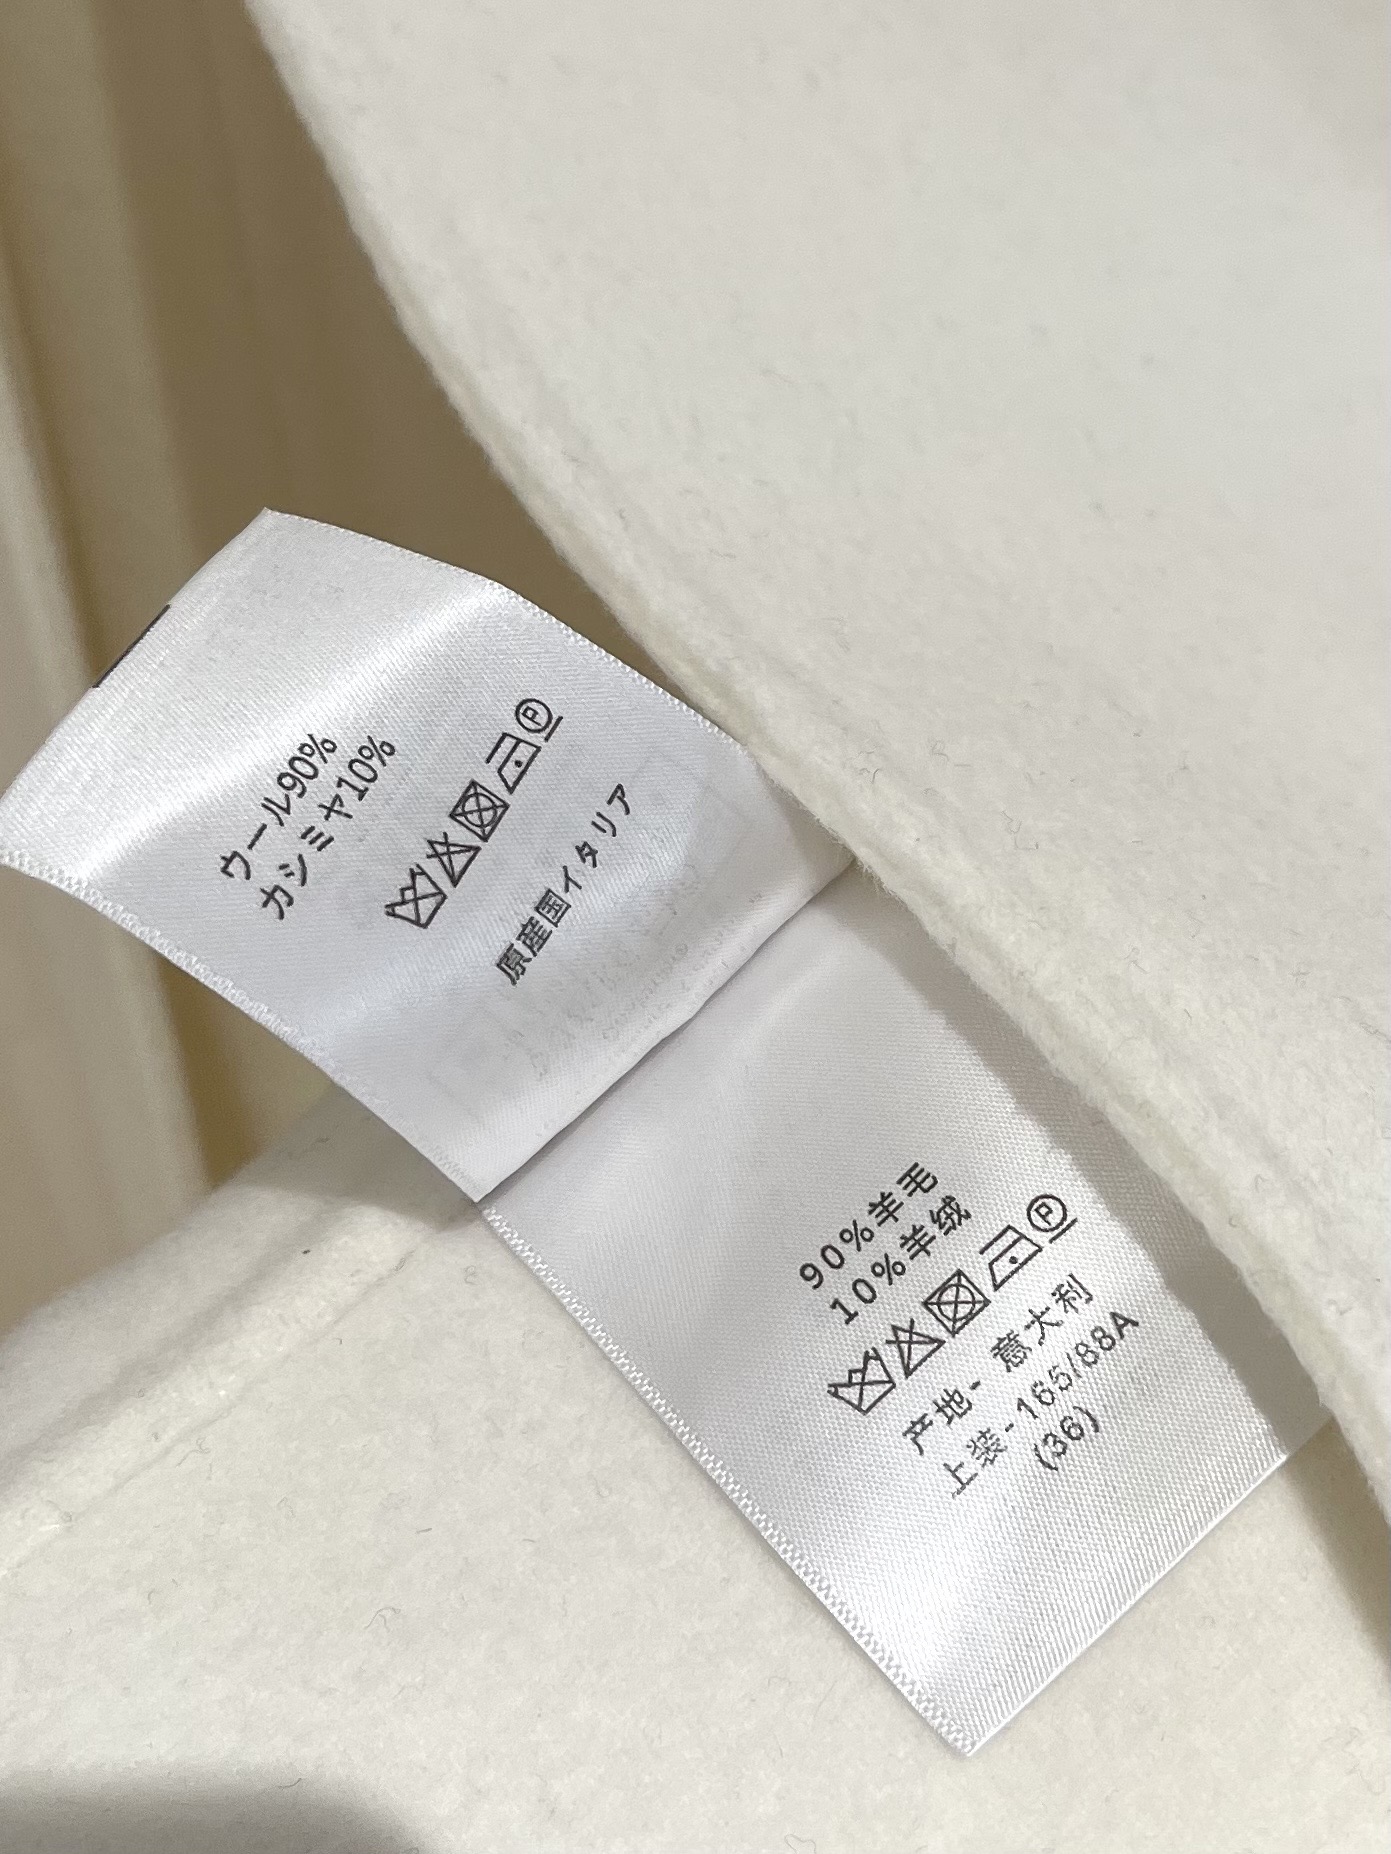 ウール90%
カシミヤ10%
P
原産国イタリア
90%羊毛
10%羊绒
P
产地- 意大利
上装-165/88A
(36)